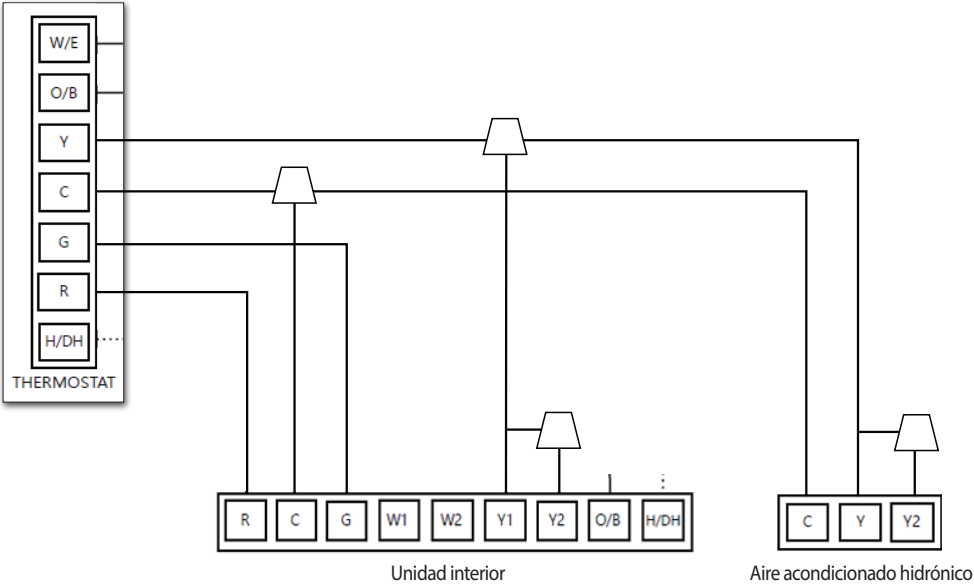 W/E
O/B
Y
C
G
R
H/DH
THERMOSTAT
R C G W1 W2 Y1 Y2 O/B H/DH
C Y Y2
Unidad interior
Aire acondicionado hidrónico